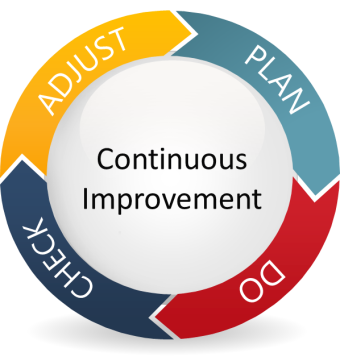 ADJUST
PLAN
Continuous
Improvement
CHECK
DO